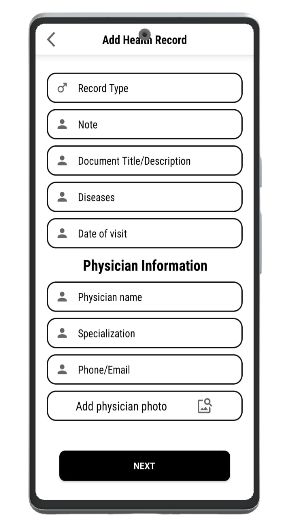 Add Health Record
Record Type
Note
Document Title/Description
Diseases
Date of visit
Physician Information
Physician name
Specialization
Phone/Email
Add physician photo
NEXT